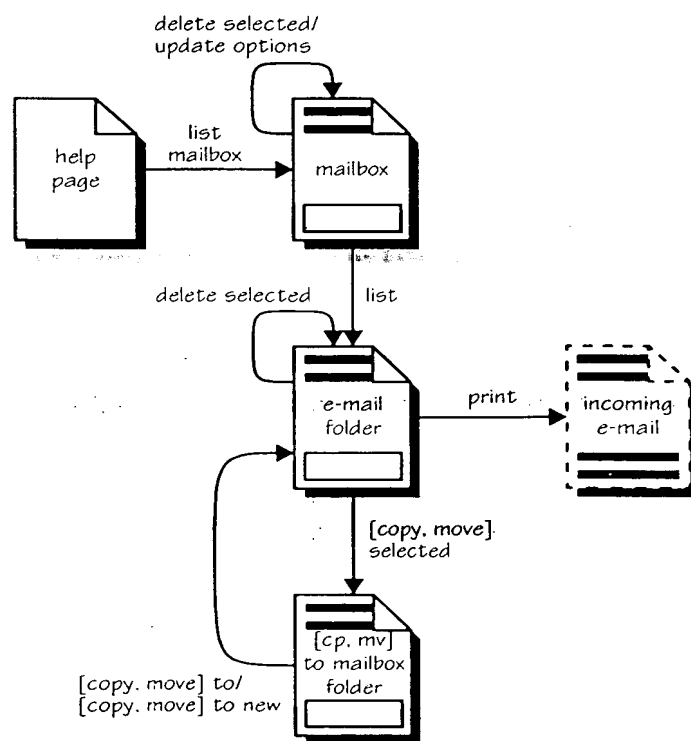 delete selected/
update options
help
page
list
mailbox
mailbox
delete selected
list
e-mail
folder
print
incoming
e-mail
[copy, move]
selected
[cp, mv]
to mailbox
folder
[copy, move] to/
[copy, move] to new